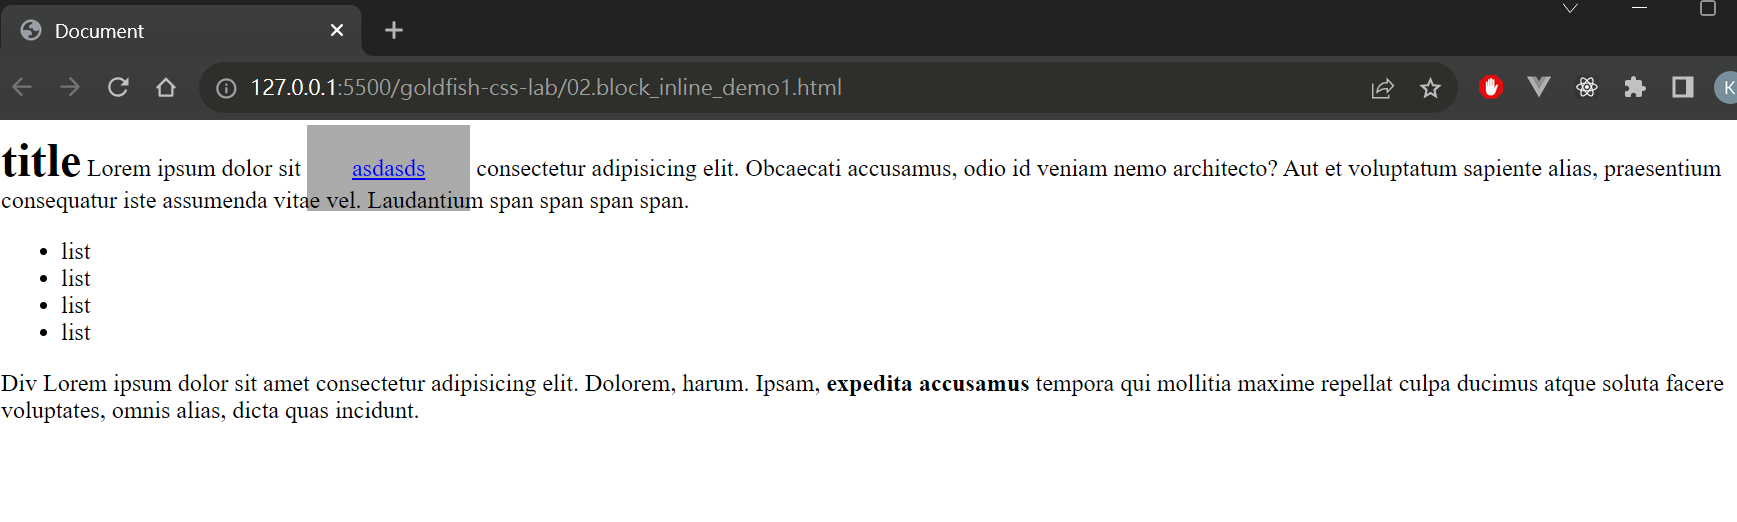 Document
127.0.0.1:5500/goldfish-css-lab/02.block_inline_demo1.html
K
title Lorem ipsum dolor sit asdasds consectetur adipisicing elit. Obcaecati accusamus, odio id veniam nemo architecto? Aut et voluptatum sapiente alias, praesentium
consequatur iste assumenda vitae vel. Laudantium span span span span.
• list
• list
• list
• list
Div Lorem ipsum dolor sit amet consectetur adipisicing elit. Dolorem, harum. Ipsam, expedita accusamus tempora qui mollitia maxime repellat culpa ducimus atque soluta facere
voluptates, omnis alias, dicta quas incidunt.